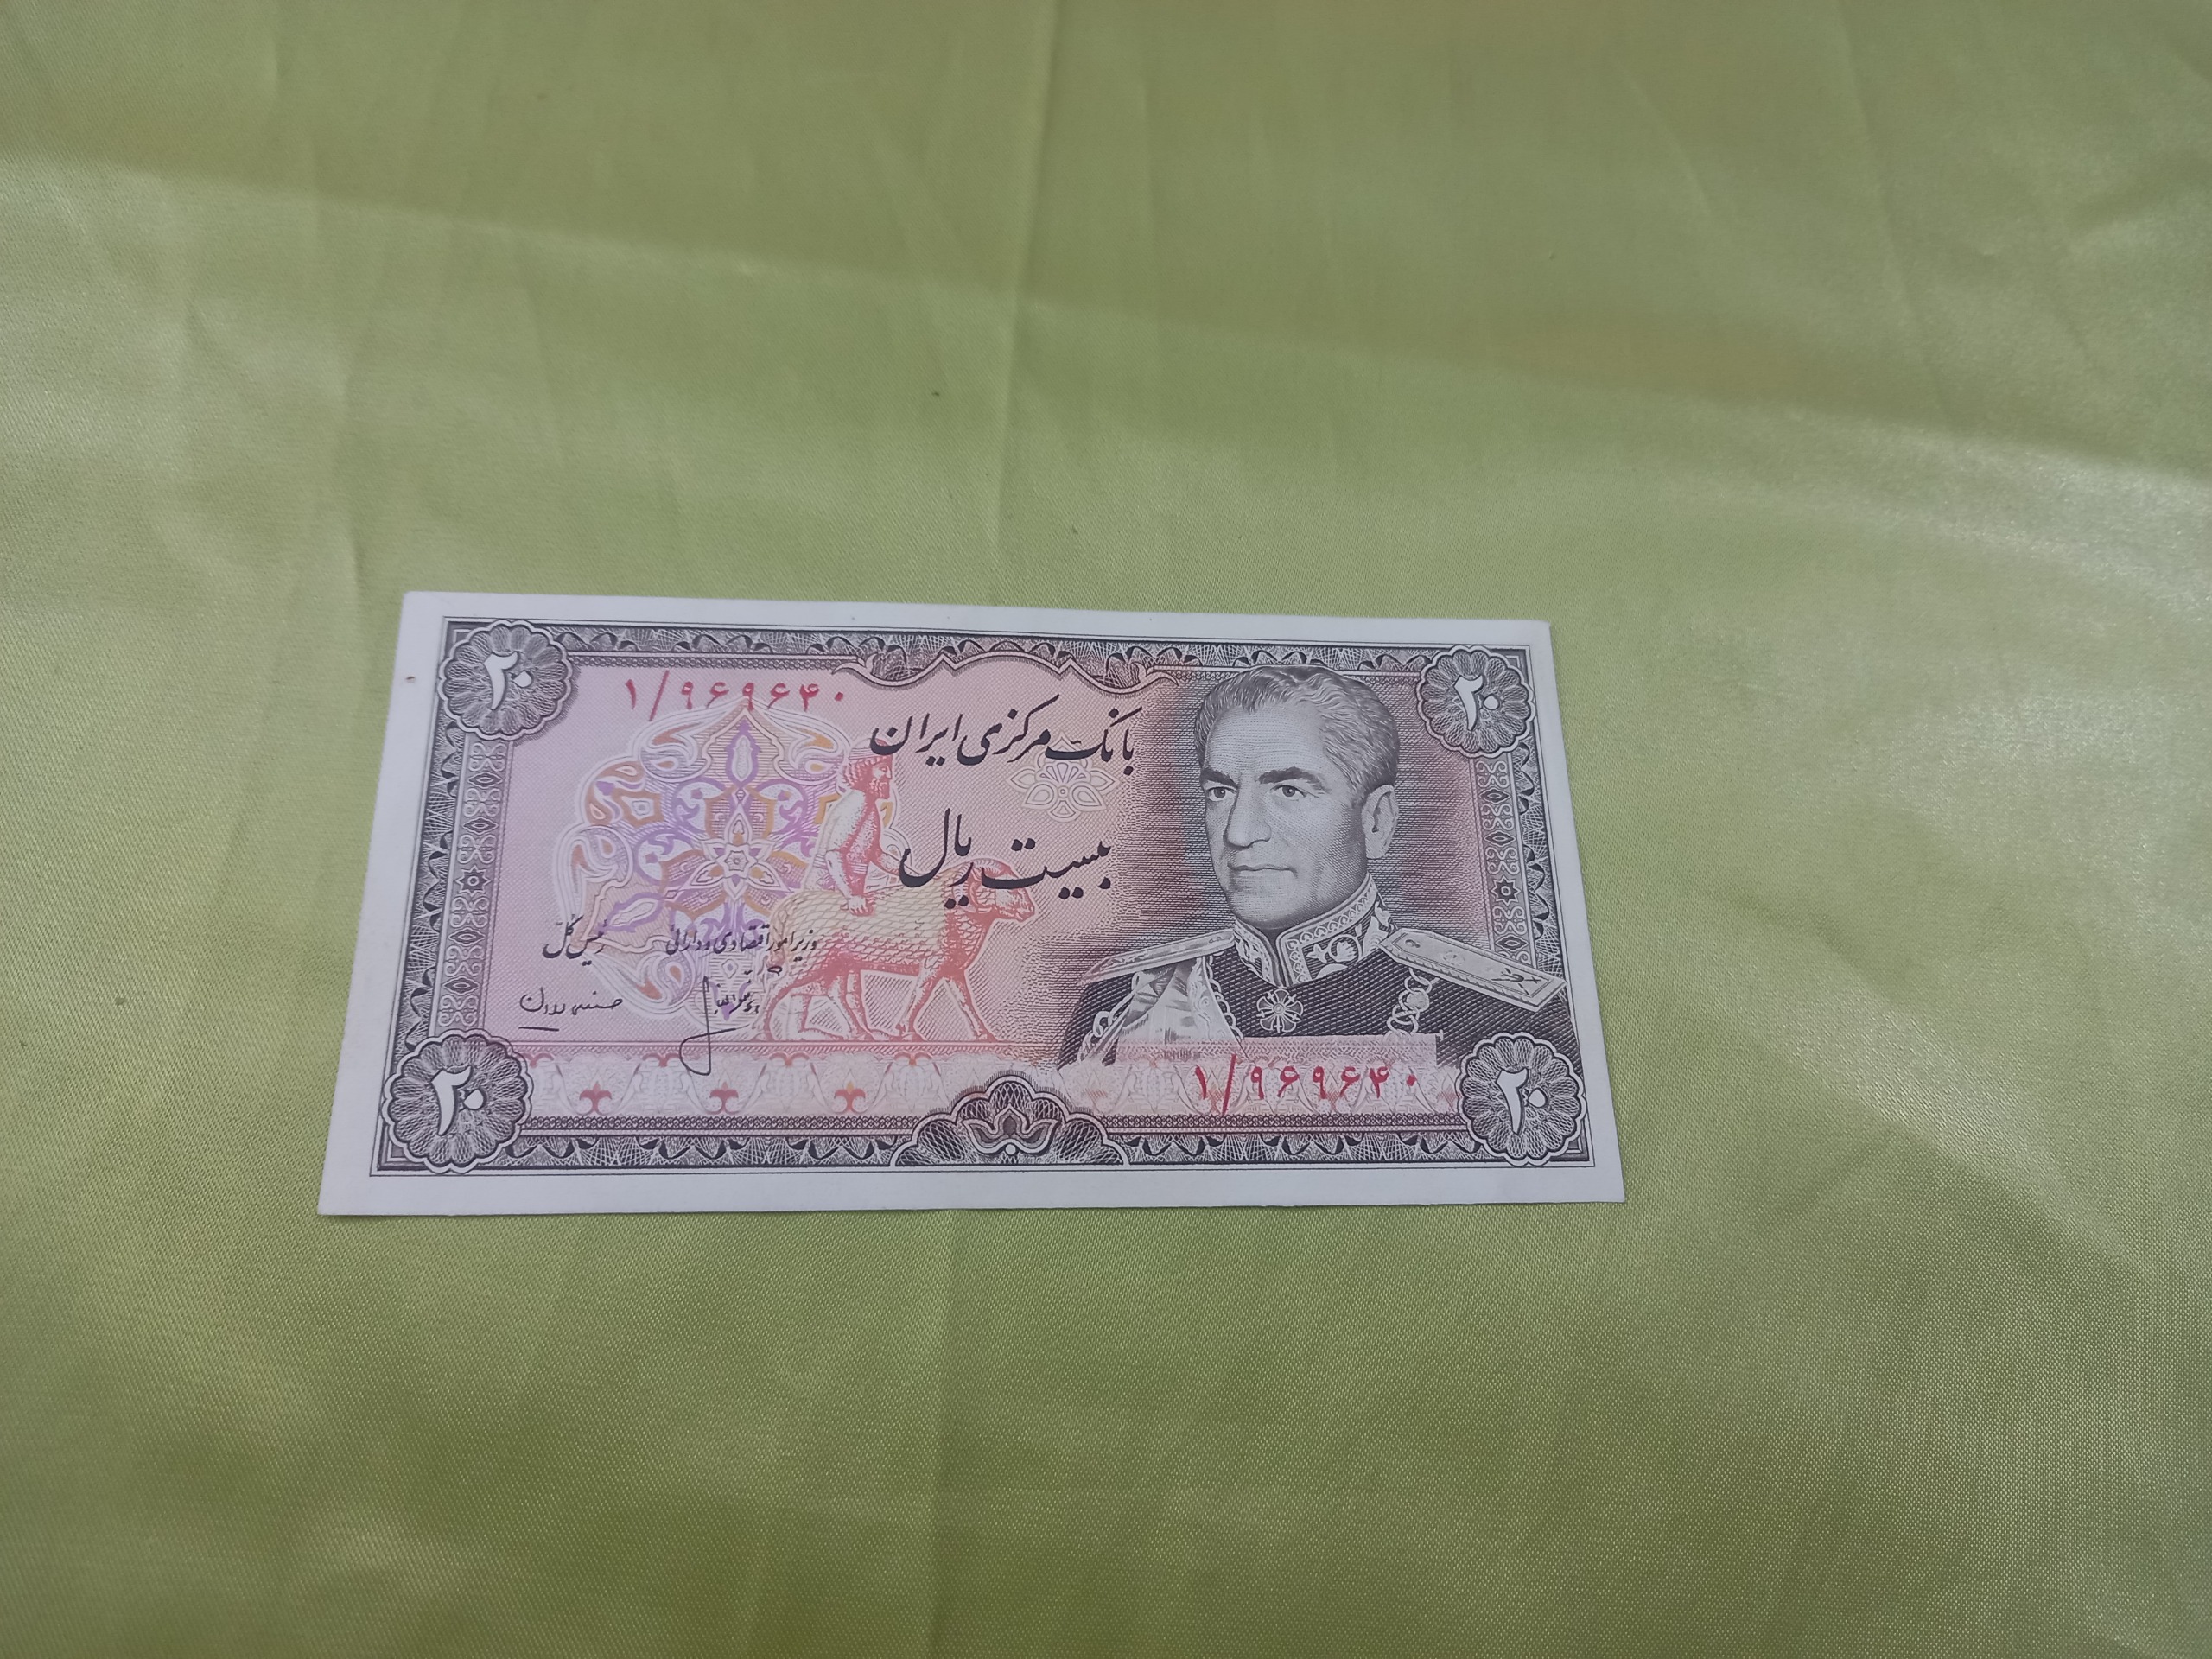 ۲۰
۲۰
۱/۹۶۹۶۴۰
بانک مرکزی ایران
بیست ریال
وزیر امور اقتصادی و دارائی
رئیس کل
۱/۹۶۹۶۴۰
۲۰
۲۰